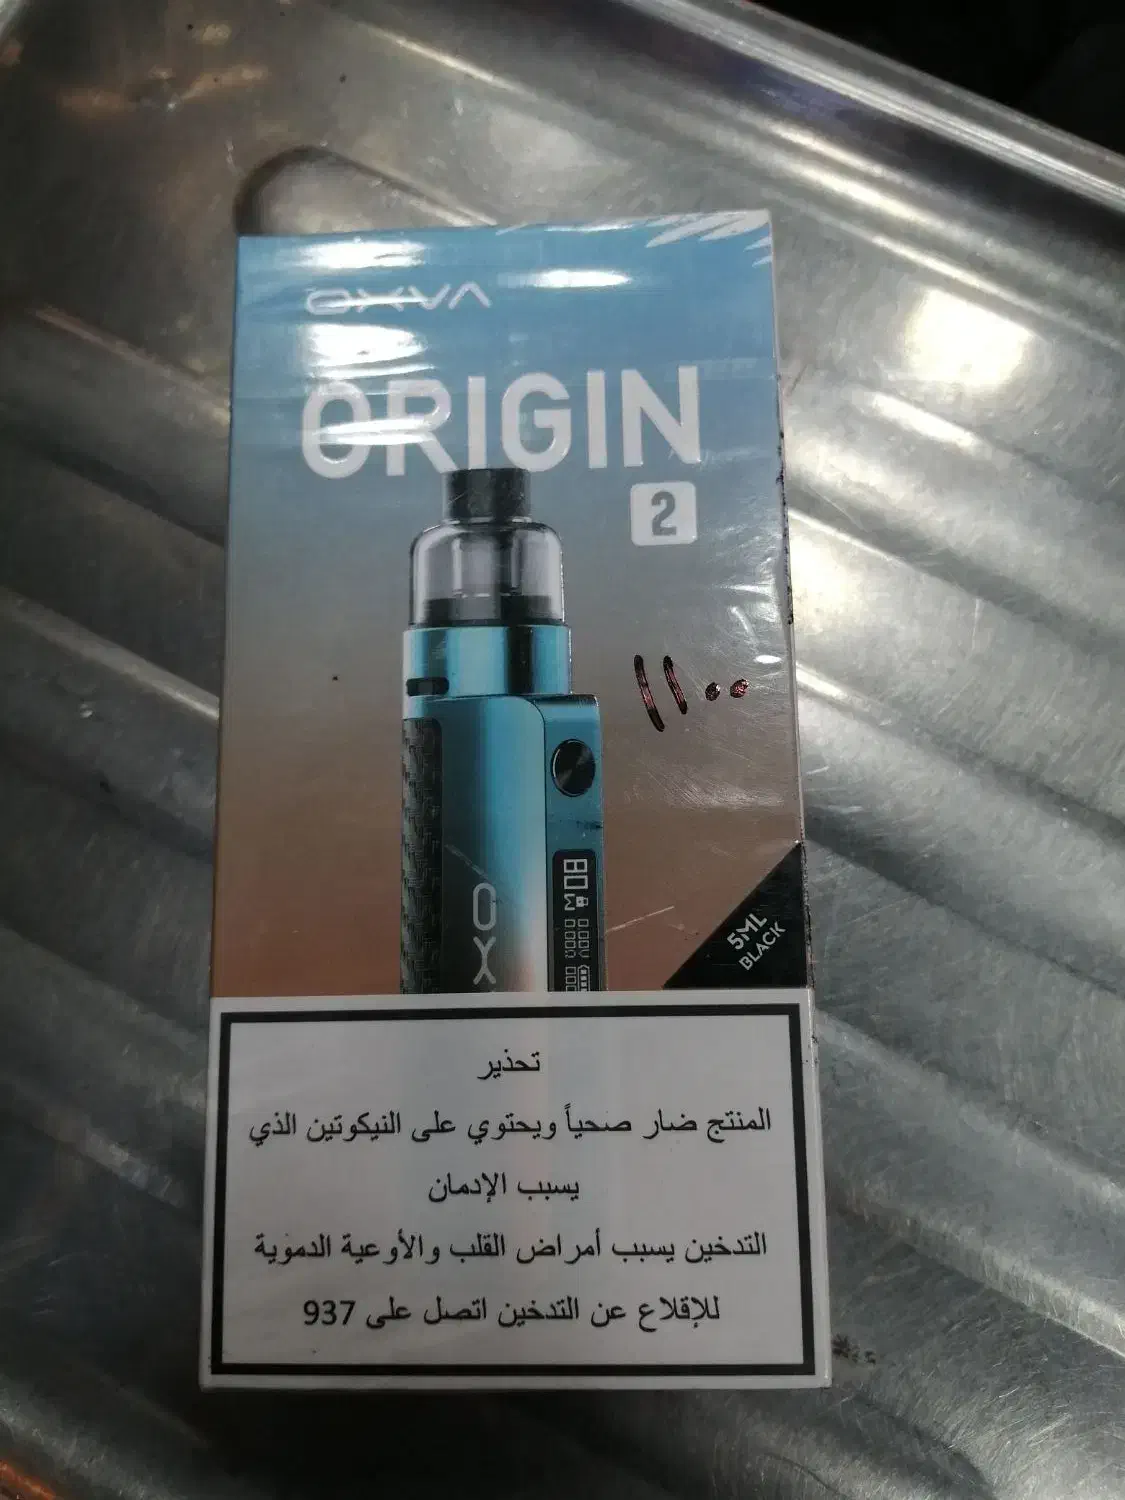 OXVA
ORIGIN
2
١١٠٠
80
OX
5ML
BLACK
تحذير
المنتج ضار صحياً ويحتوي على النيكوتين الذي
يسبب الإدمان
التدخين يسبب أمراض القلب والأوعية الدموية
للإقلاع عن التدخين اتصل على 937